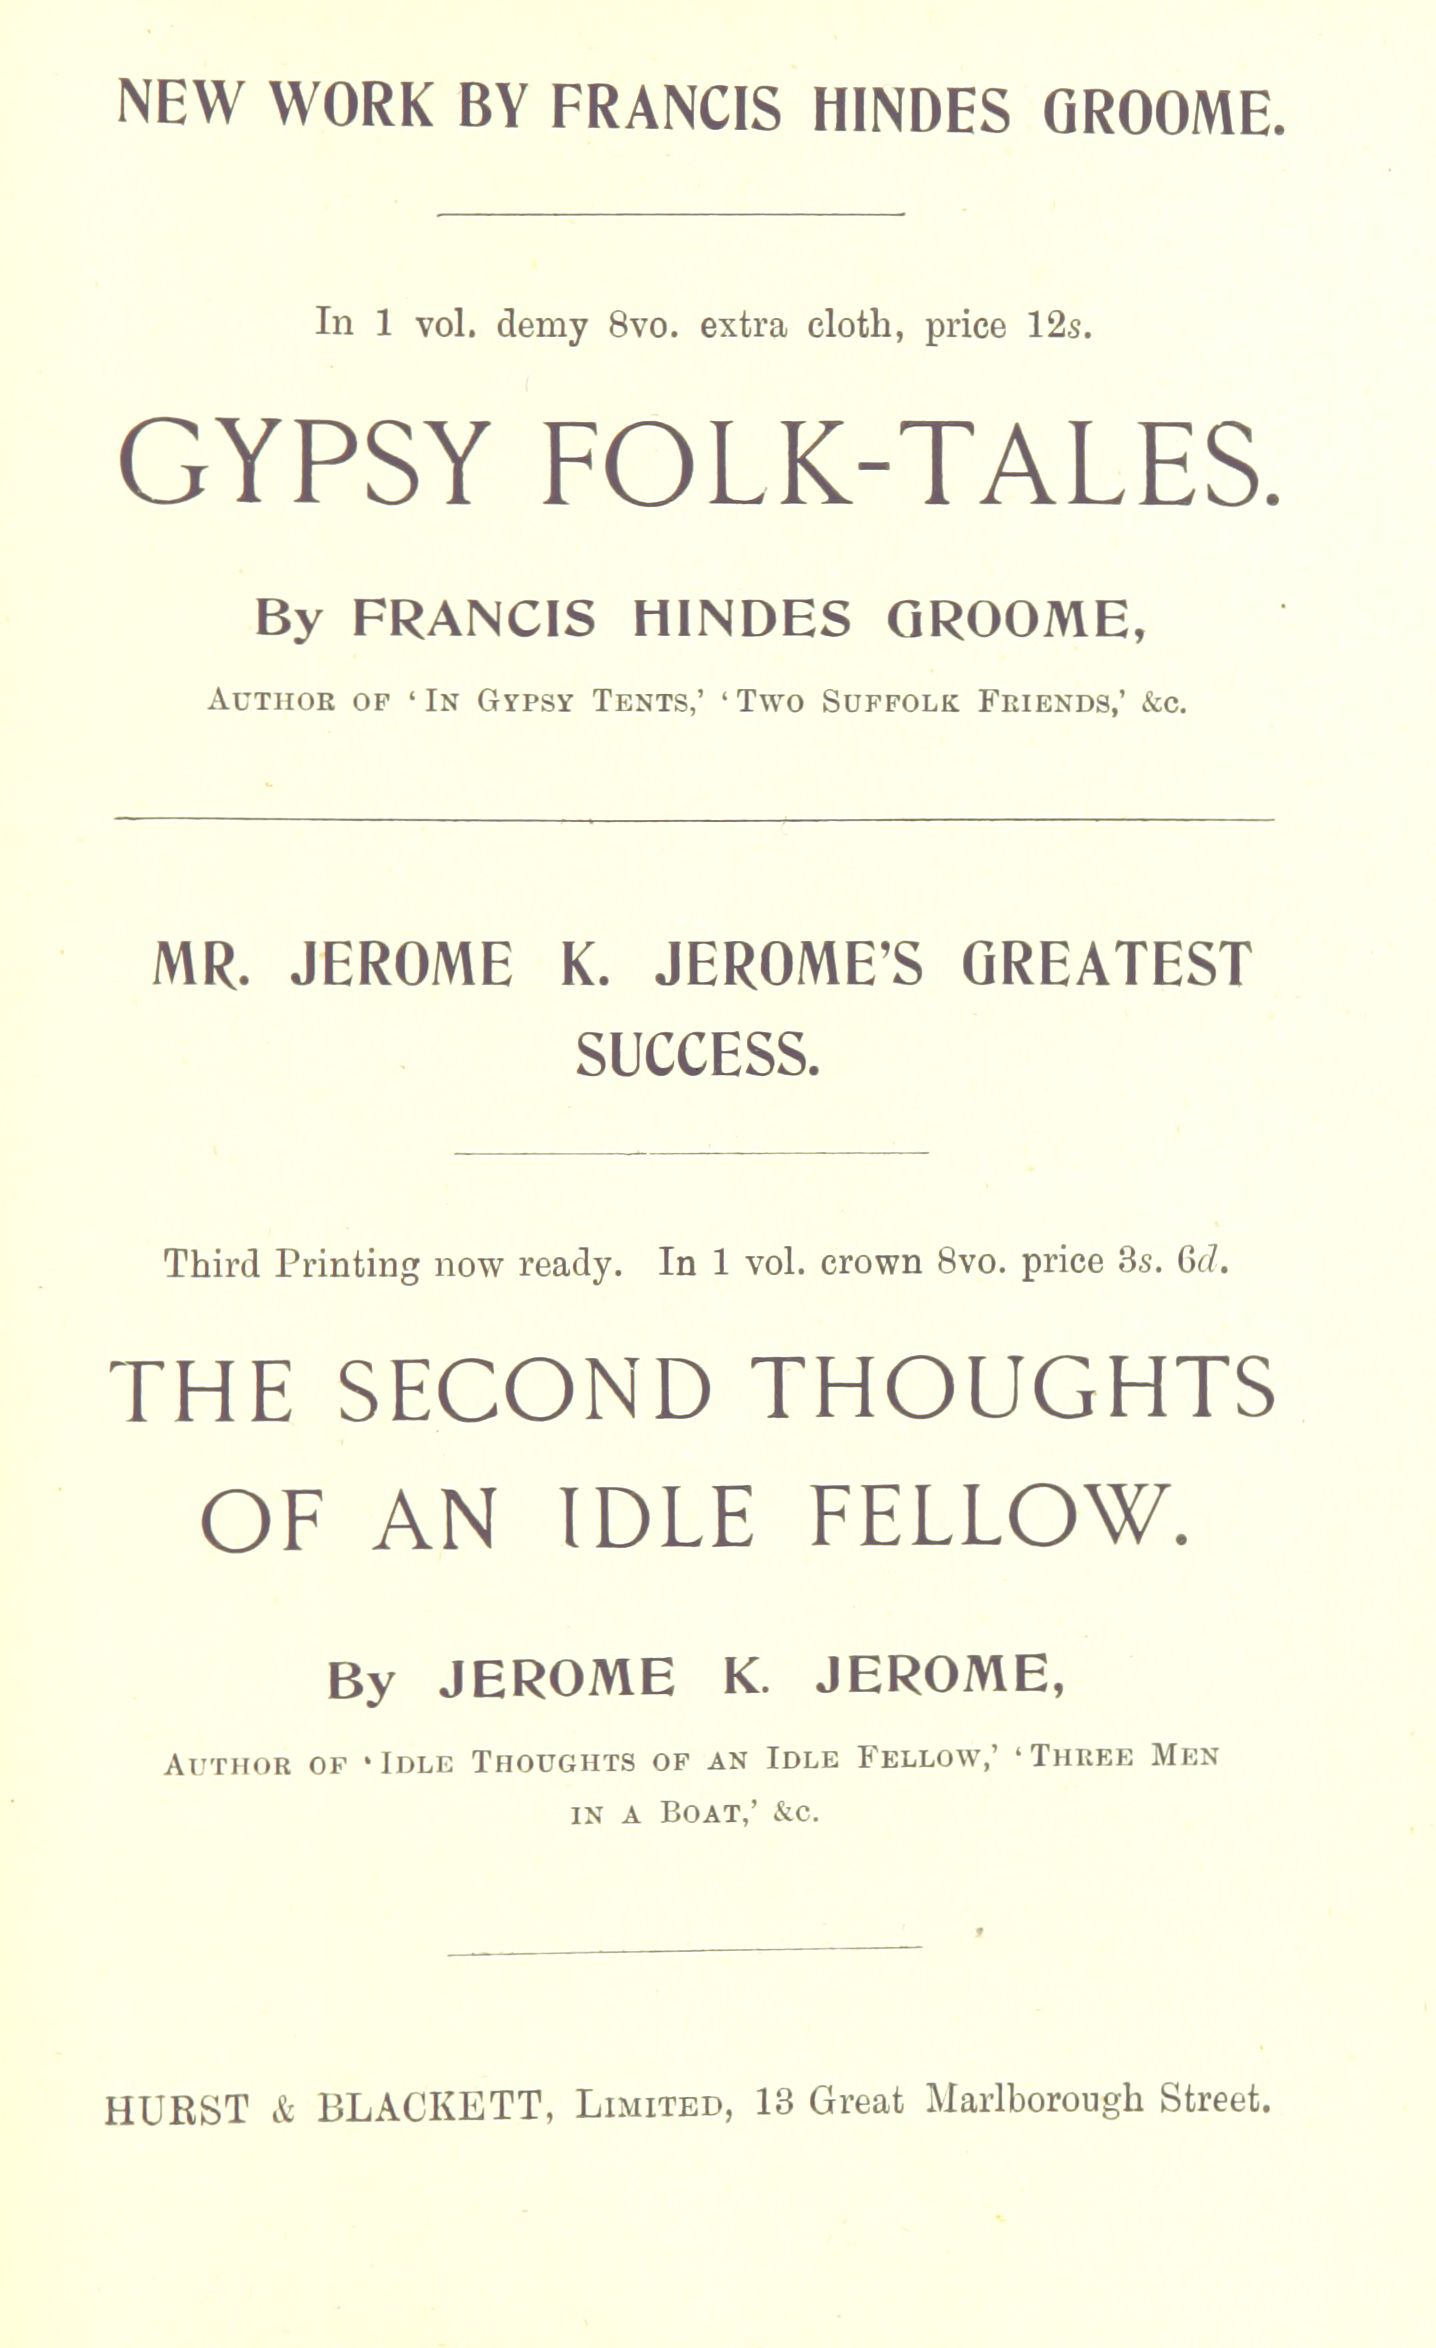 NEW WORK BY FRANCIS HINDES GROOME.
In 1 vol. demy 8vo. extra cloth, price 12s.
GYPSY FOLK-TALES.
By FRANCIS HINDES GROOME,
AUTHOR OF ‘IN GYPSY TENTS,’ ‘TWO SUFFOLK FRIENDS,’ &C.
MR. JEROME K. JEROME’S GREATEST
SUCCESS.
Third Printing now ready. In 1 vol. crown 8vo. price 3s. 6d.
THE SECOND THOUGHTS
OF AN IDLE FELLOW.
By JEROME K. JEROME,
AUTHOR OF ‘IDLE THOUGHTS OF AN IDLE FELLOW,’ ‘THREE MEN
IN A BOAT,’ &C.
HURST & BLACKETT, LIMITED, 13 Great Marlborough Street.